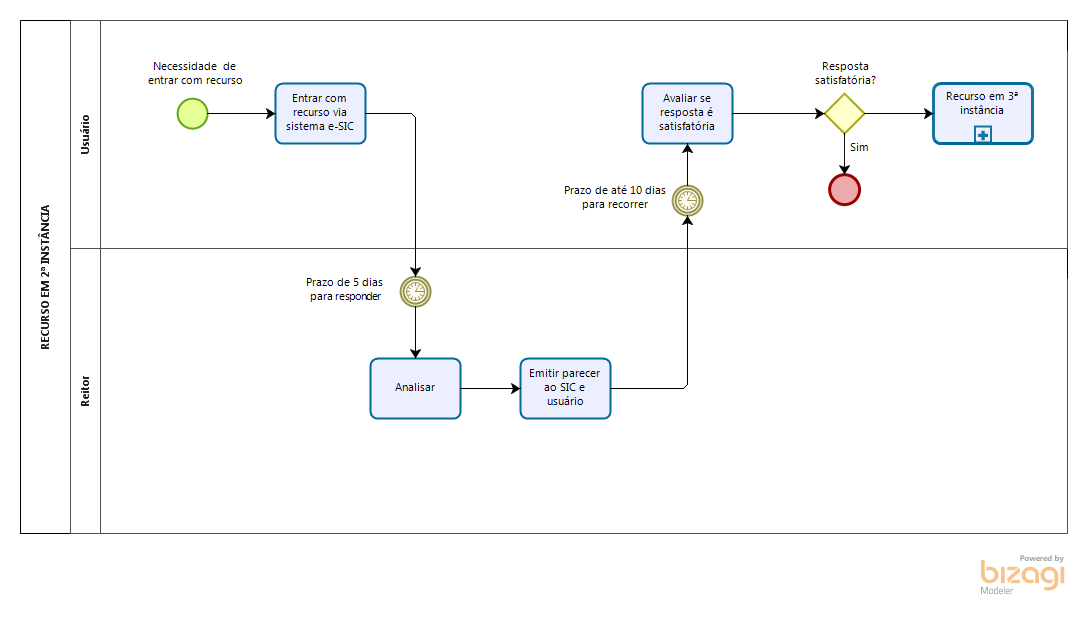 RECURSO EM 2ª INSTÂNCIA
Usuário
Necessidade de
entrar com recurso
Entrar com
recurso via
sistema e-SIC
Avaliar se
resposta é
satisfatória
Resposta
satisfatória?
Sim
Recurso em 3ª
instância
Prazo de até 10 dias
para recorrer
Reitor
Prazo de 5 dias
para responder
Analisar
Emitir parecer
ao SIC e
usuário
Powered by
bizagi
Modeler